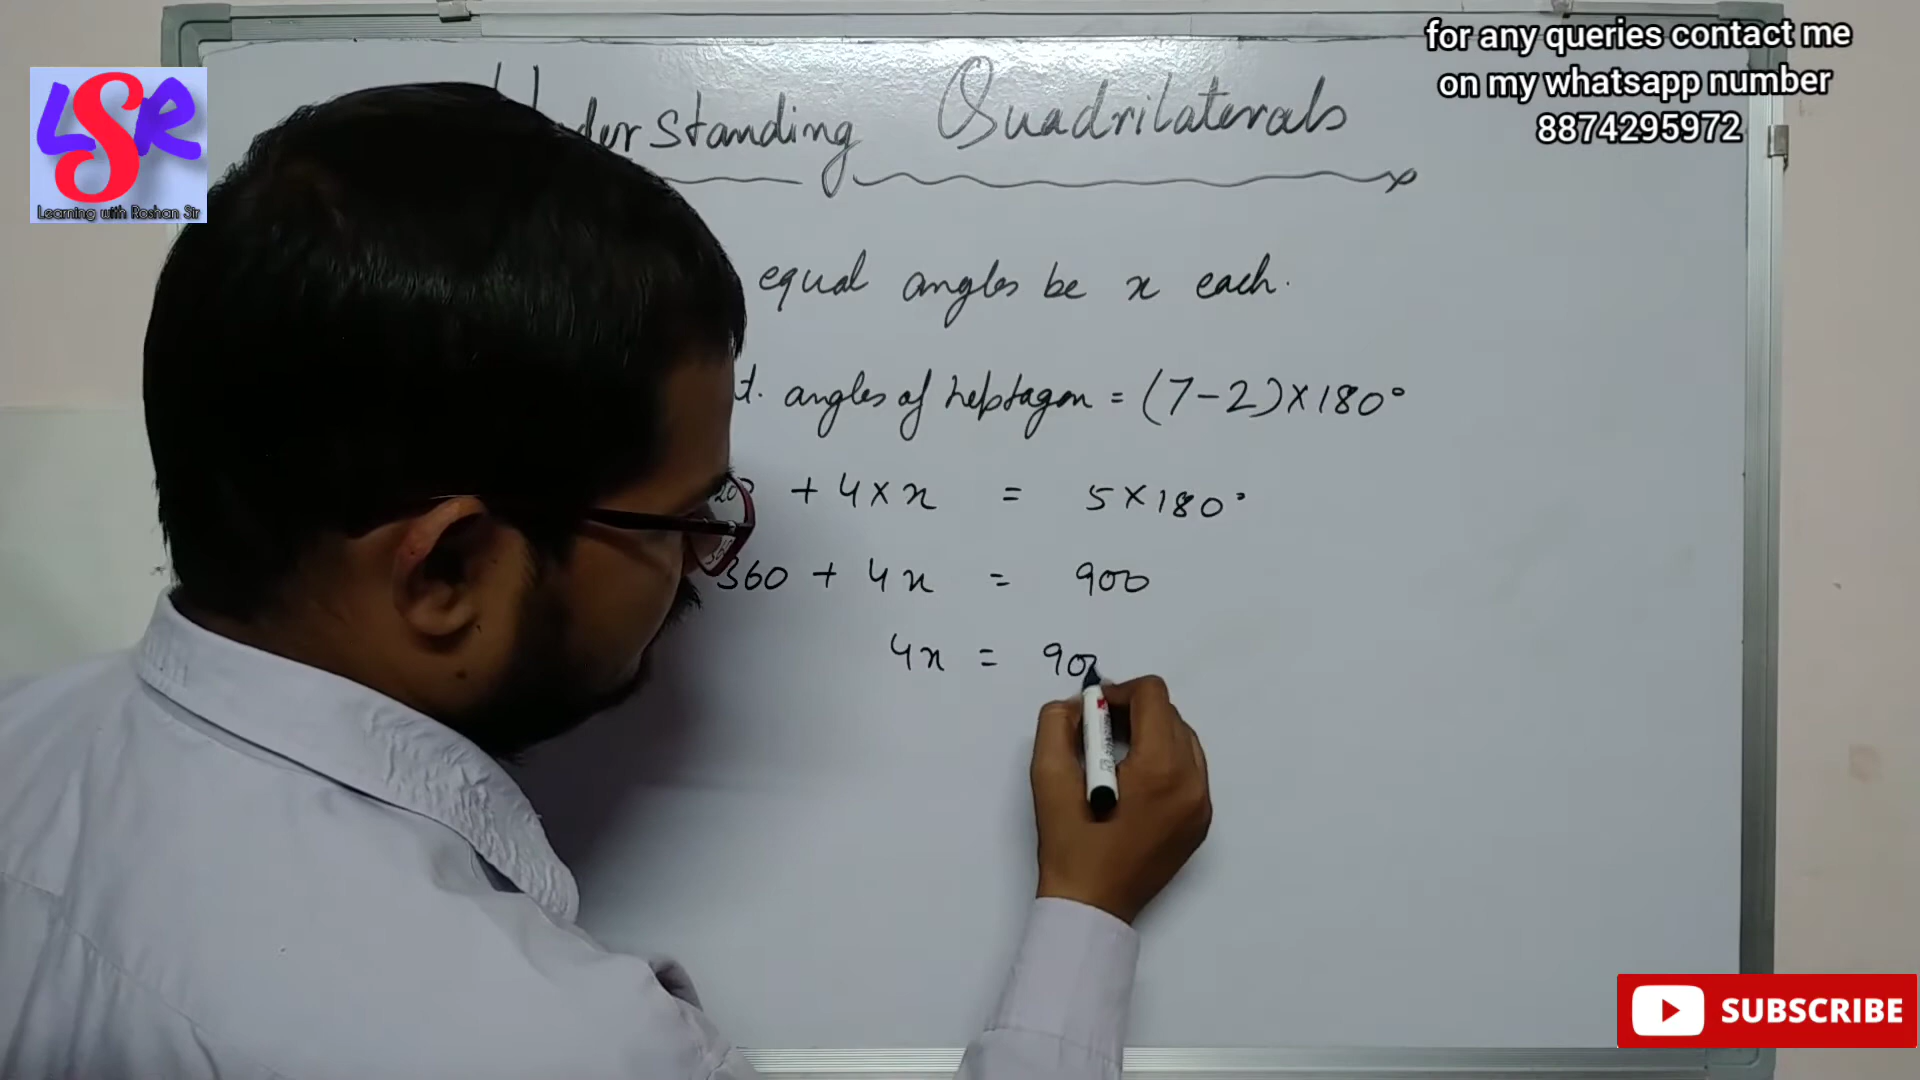 for any queries contact me
on my whatsapp number
8874295972
LSR
Learning with Roshan Sir
Understanding Quadrilaterals
equal angles be x each.
angles of heptagon = (7-2)×180°
+ 4×x = 5×180°
360 + 4x = 900
4x = 90
SUBSCRIBE